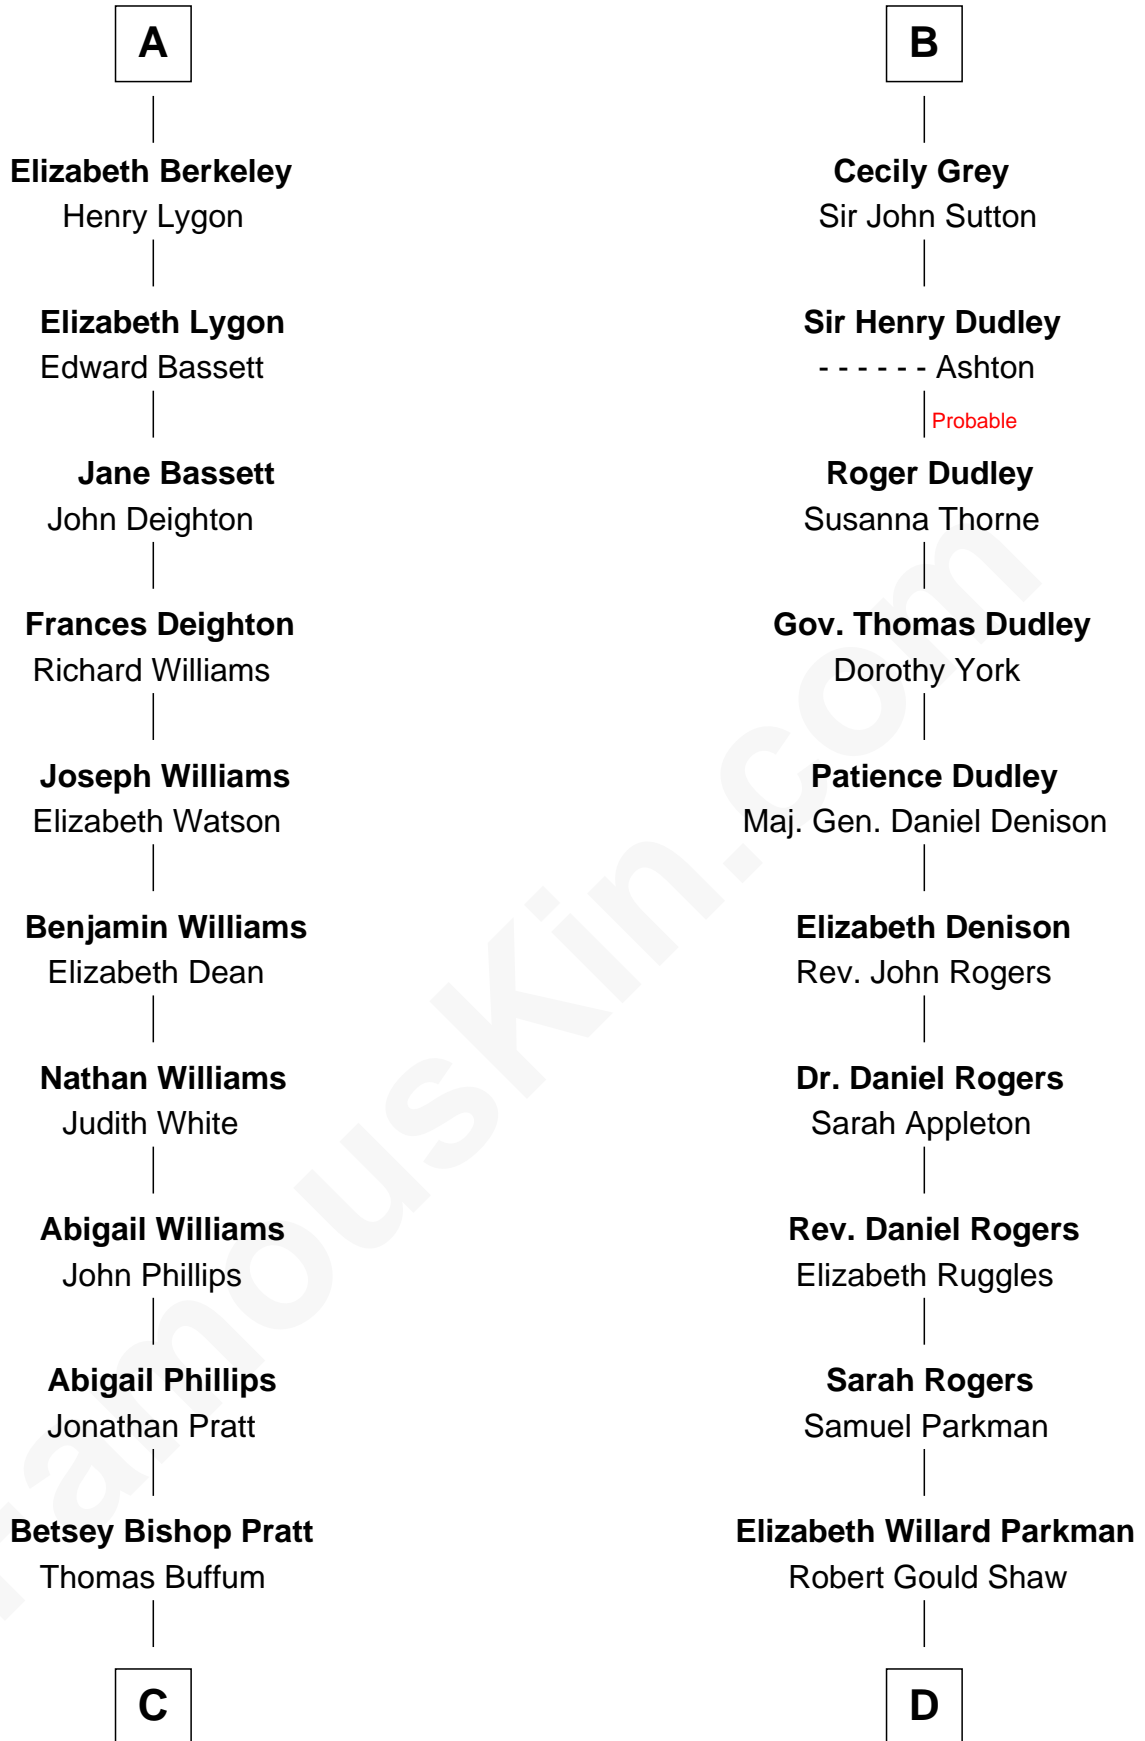 A
Elizabeth Berkeley
Henry Lygon
Elizabeth Lygon
Edward Bassett
Jane Bassett
John Deighton
Frances Deighton
Richard Williams
Joseph Williams
Elizabeth Watson
Benjamin Williams
Elizabeth Dean
Nathan Williams
Judith White
Abigail Williams
John Phillips
Abigail Phillips
Jonathan Pratt
Betsey Bishop Pratt
Thomas Buffum
C
B
Cecily Grey
Sir John Sutton
Sir Henry Dudley
- - - - - - Ashton
Probable
Roger Dudley
Susanna Thorne
Gov. Thomas Dudley
Dorothy York
Patience Dudley
Maj. Gen. Daniel Denison
Elizabeth Denison
Rev. John Rogers
Dr. Daniel Rogers
Sarah Appleton
Rev. Daniel Rogers
Elizabeth Ruggles
Sarah Rogers
Samuel Parkman
Elizabeth Willard Parkman
Robert Gould Shaw
D
FamousKin.com